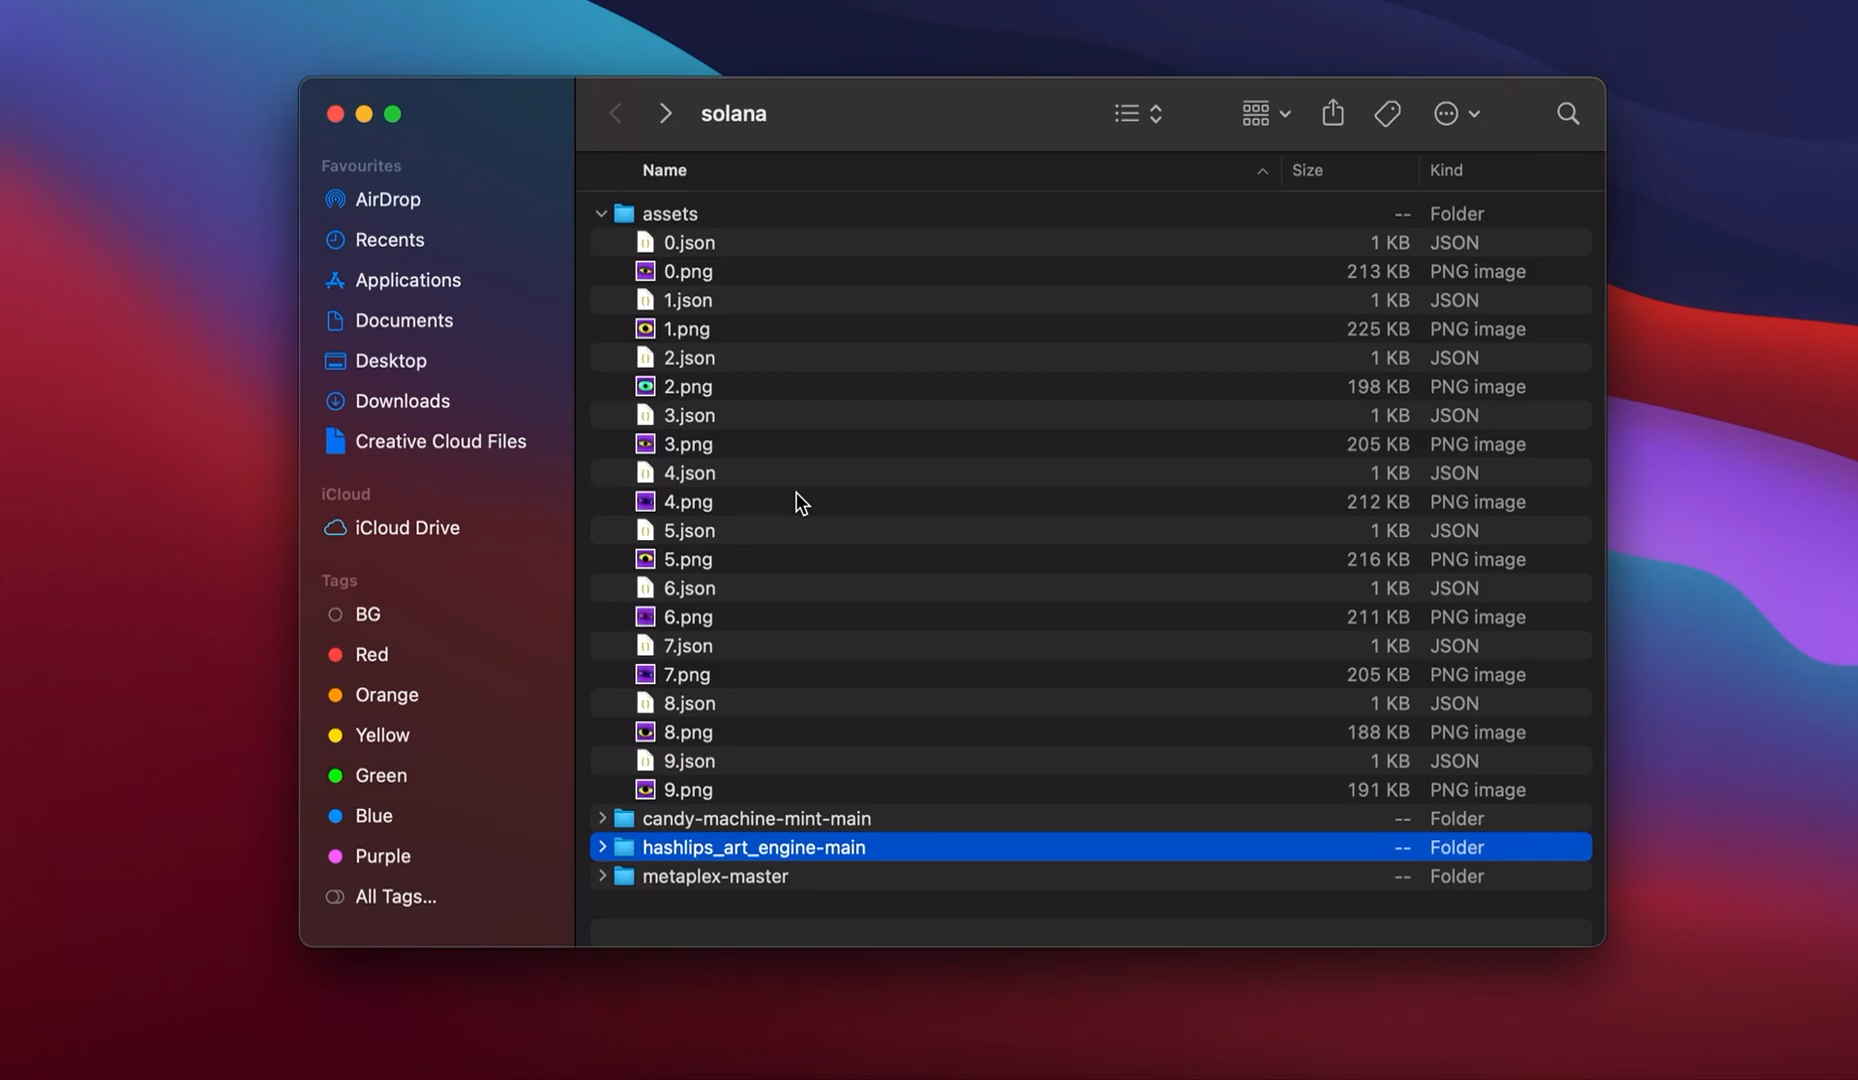 solana
Favourites
AirDrop
Recents
Applications
Documents
Desktop
Downloads
Creative Cloud Files
iCloud
iCloud Drive
Tags
BG
Red
Orange
Yellow
Green
Blue
Purple
All Tags...
Name Size Kind
assets -- Folder
0.json 1 KB JSON
0.png 213 KB PNG image
1.json 1 KB JSON
1.png 225 KB PNG image
2.json 1 KB JSON
2.png 198 KB PNG image
3.json 1 KB JSON
3.png 205 KB PNG image
4.json 1 KB JSON
4.png 212 KB PNG image
5.json 1 KB JSON
5.png 216 KB PNG image
6.json 1 KB JSON
6.png 211 KB PNG image
7.json 1 KB JSON
7.png 205 KB PNG image
8.json 1 KB JSON
8.png 188 KB PNG image
9.json 1 KB JSON
9.png 191 KB PNG image
candy-machine-mint-main -- Folder
hashlips_art_engine-main -- Folder
metaplex-master -- Folder